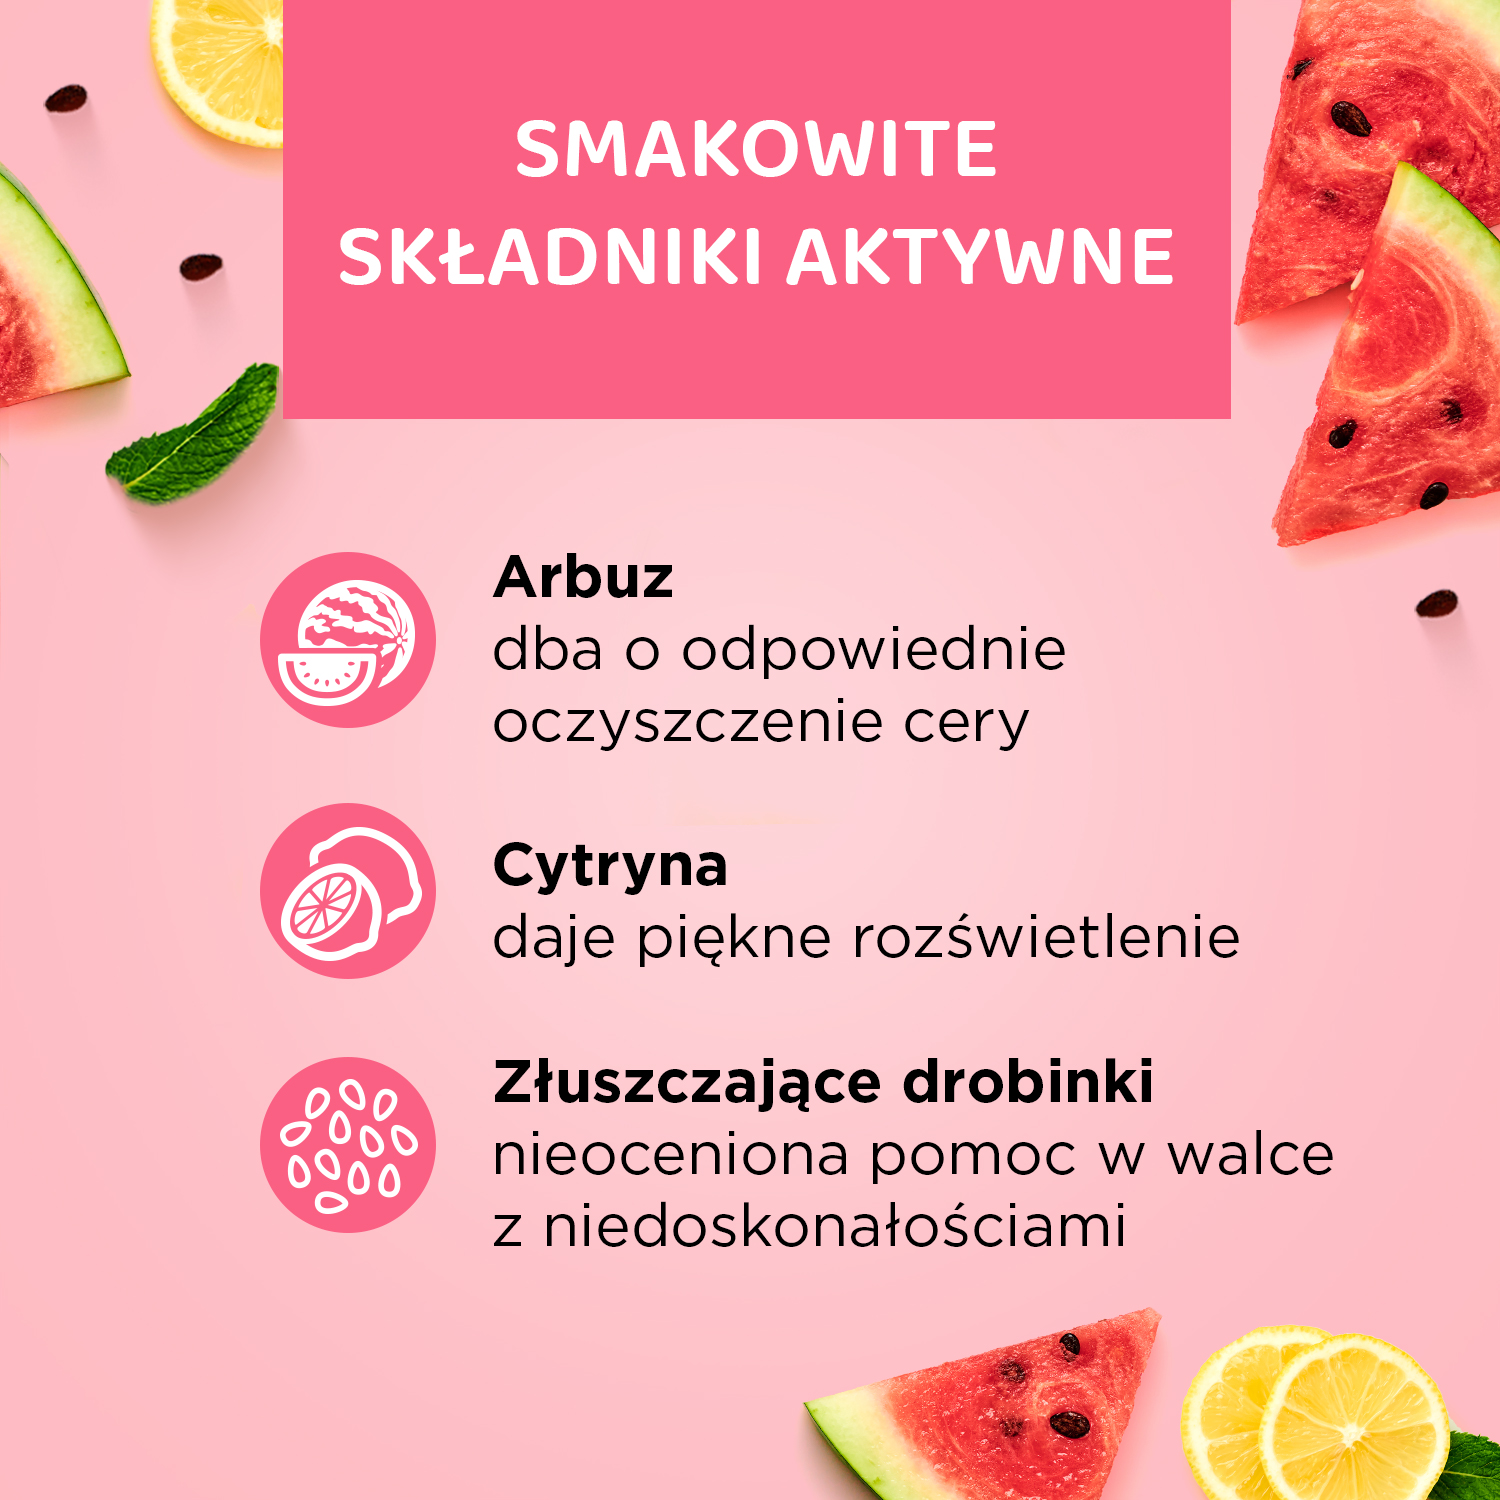 SMAKOWITE
SKŁADNIKI AKTYWNE
Arbuz
dba o odpowiednie
oczyszczenie cery
Cytryna
daje piękne rozświetlenie
Złuszczające drobinki
nieoceniona pomoc w walce
z niedoskonałościami